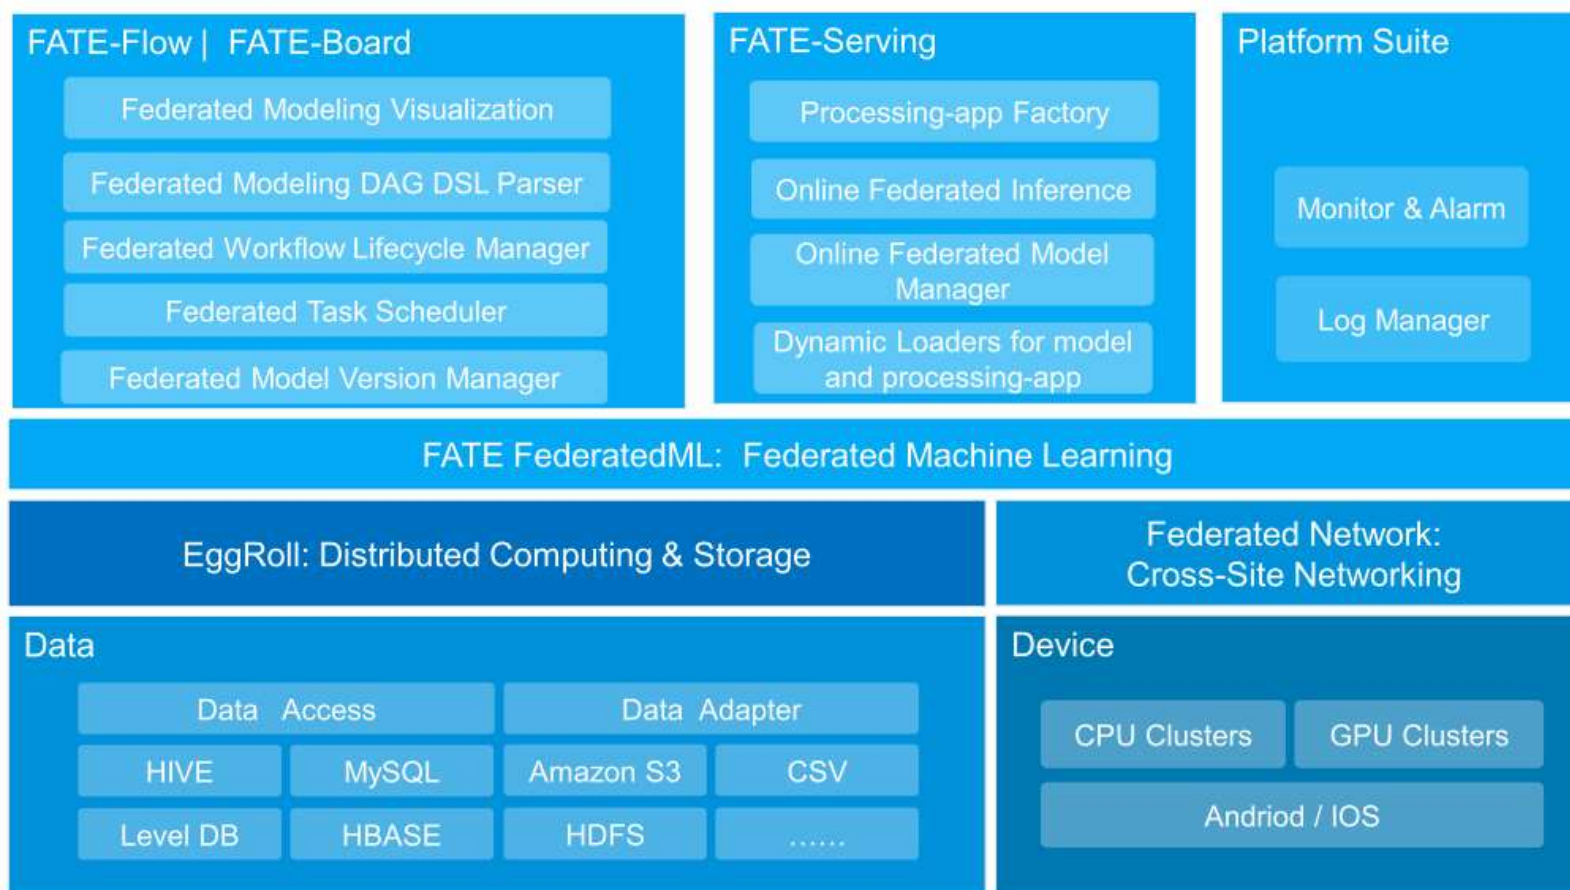 FATE-Flow | FATE-Board
Federated Modeling Visualization
Federated Modeling DAG DSL Parser
Federated Workflow Lifecycle Manager
Federated Task Scheduler
Federated Model Version Manager
FATE-Serving
Processing-app Factory
Online Federated Inference
Online Federated Model
Manager
Dynamic Loaders for model
and processing-app
Platform Suite
Monitor & Alarm
Log Manager
FATE FederatedML: Federated Machine Learning
EggRoll: Distributed Computing & Storage
Federated Network:
Cross-Site Networking
Data
Data Access
Data Adapter
HIVE
MySQL
Amazon S3
CSV
Level DB
HBASE
HDFS
......
Device
CPU Clusters
GPU Clusters
Andriod / IOS